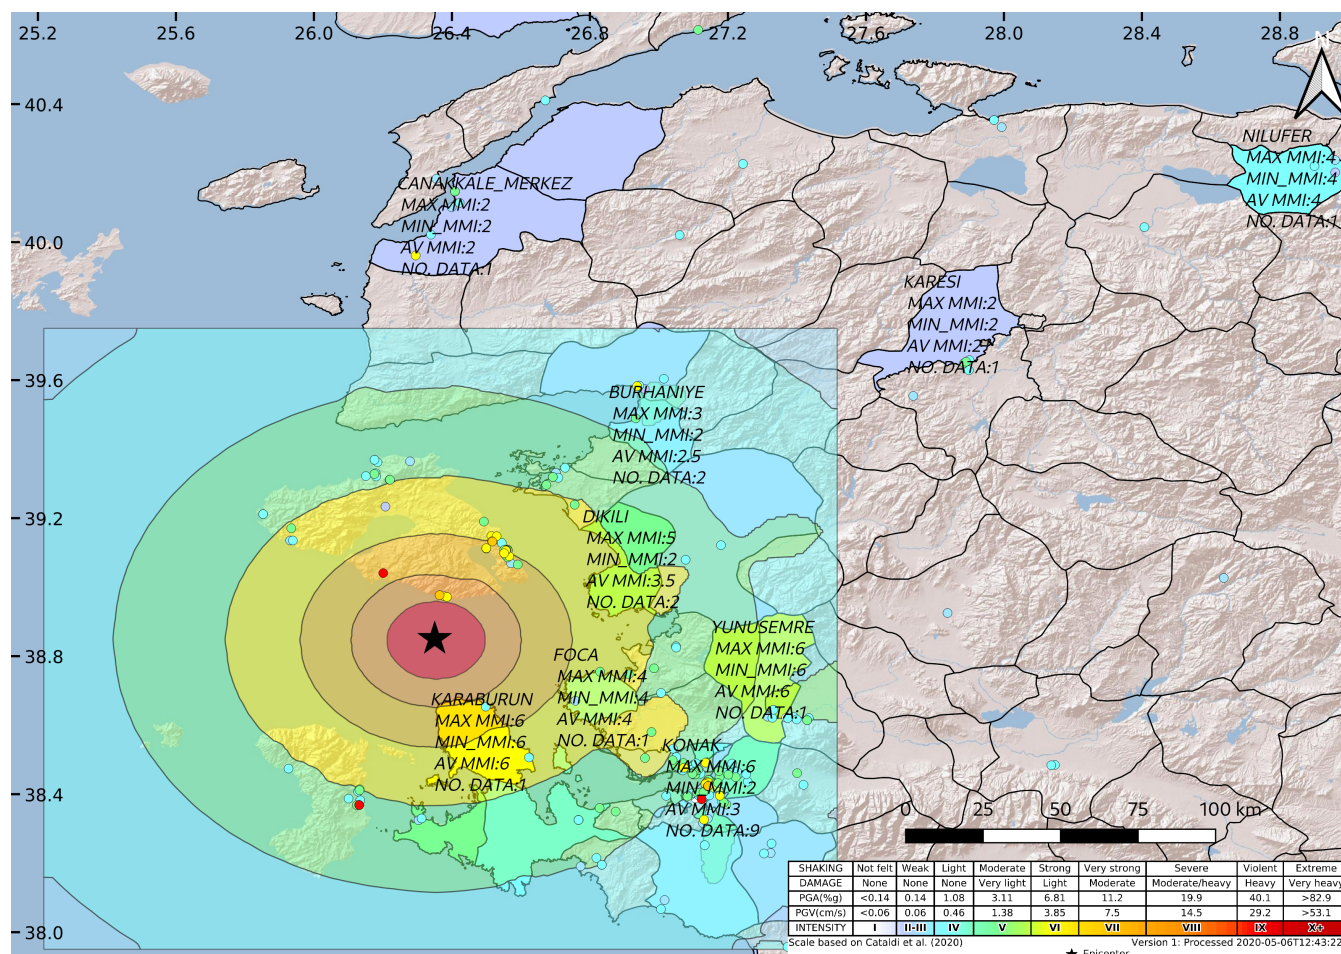 25.2 25.6 26.0 26.4 26.8 27.2 27.6 28.0 28.4 28.8
N
40.4
40.0
39.6
39.2
38.8
38.4
38.0
NILUFER
MAX MMI:4
MIN_MMI:4
AV MMI:4
NO. DATA:1
CANAKKALE_MERKEZ
MAX MMI:2
MIN_MMI:2
AV MMI:2
NO. DATA:1
KARESI
MAX MMI:2
MIN_MMI:2
AV MMI:2
NO. DATA:1
BURHANIYE
MAX MMI:3
MIN_MMI:2
AV MMI:2.5
NO. DATA:2
DIKILI
MAX MMI:5
MIN_MMI:2
AV MMI:3.5
NO. DATA:2
YUNUSEMRE
MAX MMI:6
MIN_MMI:6
AV MMI:6
NO. DATA:1
FOCA
MAX MMI:4
MIN_MMI:4
AV MMI:4
NO. DATA:1
KARABURUN
MAX MMI:6
MIN_MMI:6
AV MMI:6
NO. DATA:1
KONAK
MAX MMI:6
MIN_MMI:2
AV MMI:3
NO. DATA:9
0 25 50 75 100 km
SHAKING Not felt Weak Light Moderate Strong Very strong Severe Violent Extreme
DAMAGE None None None Very light Light Moderate Moderate/heavy Heavy Very heavy
PGA(%g) <0.14 0.14 1.08 3.11 6.81 11.2 19.9 40.1 >82.9
PGV(cm/s) <0.06 0.06 0.46 1.38 3.85 7.5 14.5 29.2 >53.1
INTENSITY I II-III IV V VI VII VIII IX X+
Scale based on Cataldi et al. (2020) Version 1: Processed 2020-05-06T12:43:22
Epicenter